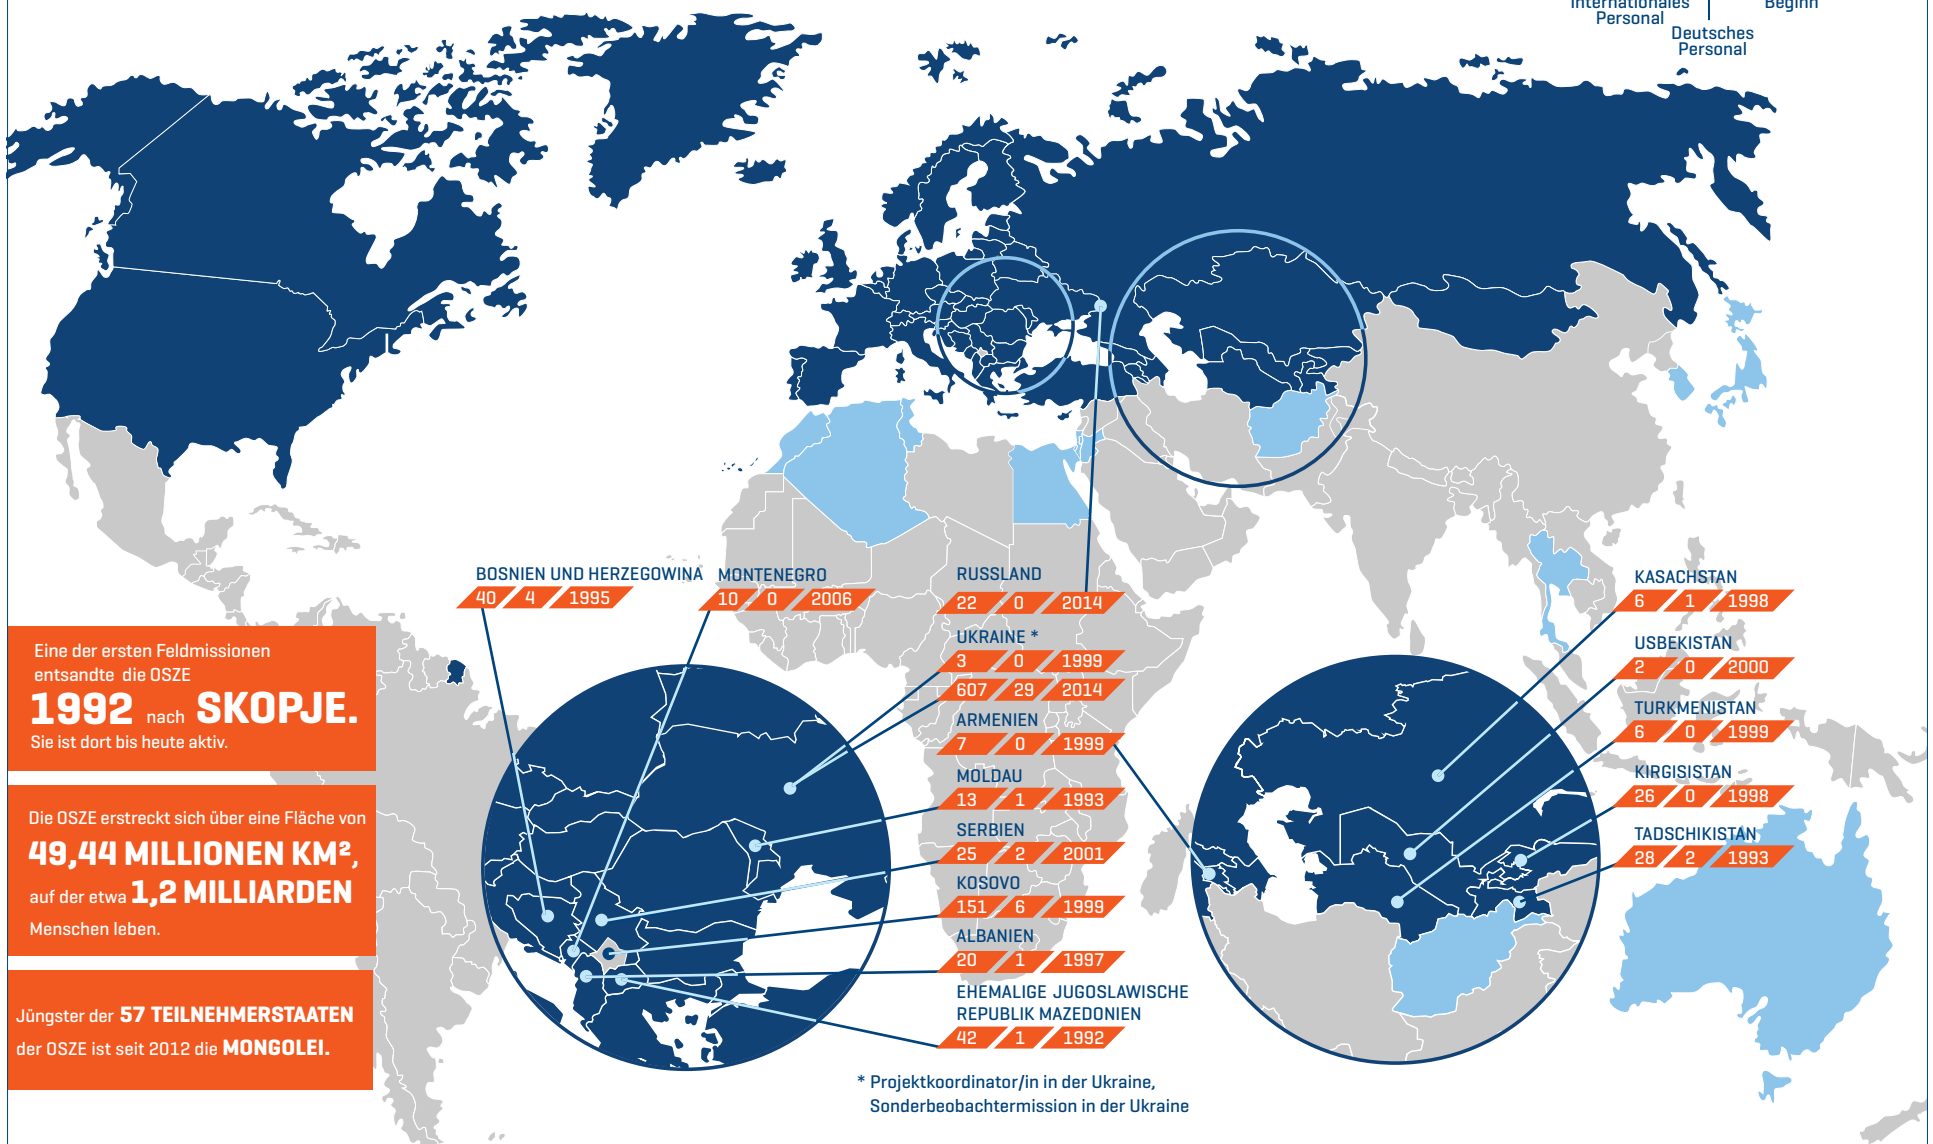 Internationales
Personal
Beginn
Deutsches
Personal
BOSNIEN UND HERZEGOWINA
40 4 1995
MONTENEGRO
10 0 2006
RUSSLAND
22 0 2014
UKRAINE *
3 0 1999
607 29 2014
ARMENIEN
7 0 1999
MOLDAU
13 1 1993
SERBIEN
25 2 2001
KOSOVO
151 6 1999
ALBANIEN
20 1 1997
EHEMALIGE JUGOSLAWISCHE
REPUBLIK MAZEDONIEN
42 1 1992
KASACHSTAN
6 1 1998
USBEKISTAN
2 0 2000
TURKMENISTAN
6 0 1999
KIRGISISTAN
26 0 1998
TADSCHIKISTAN
28 2 1993
Eine der ersten Feldmissionen
entsandte die OSZE
1992 nach SKOPJE.
Sie ist dort bis heute aktiv.
Die OSZE erstreckt sich über eine Fläche von
49,44 MILLIONEN KM²,
auf der etwa 1,2 MILLIARDEN
Menschen leben.
Jüngster der 57 TEILNEHMERSTAATEN
der OSZE ist seit 2012 die MONGOLEI.
* Projektkoordinator/in in der Ukraine,
Sonderbeobachtermission in der Ukraine